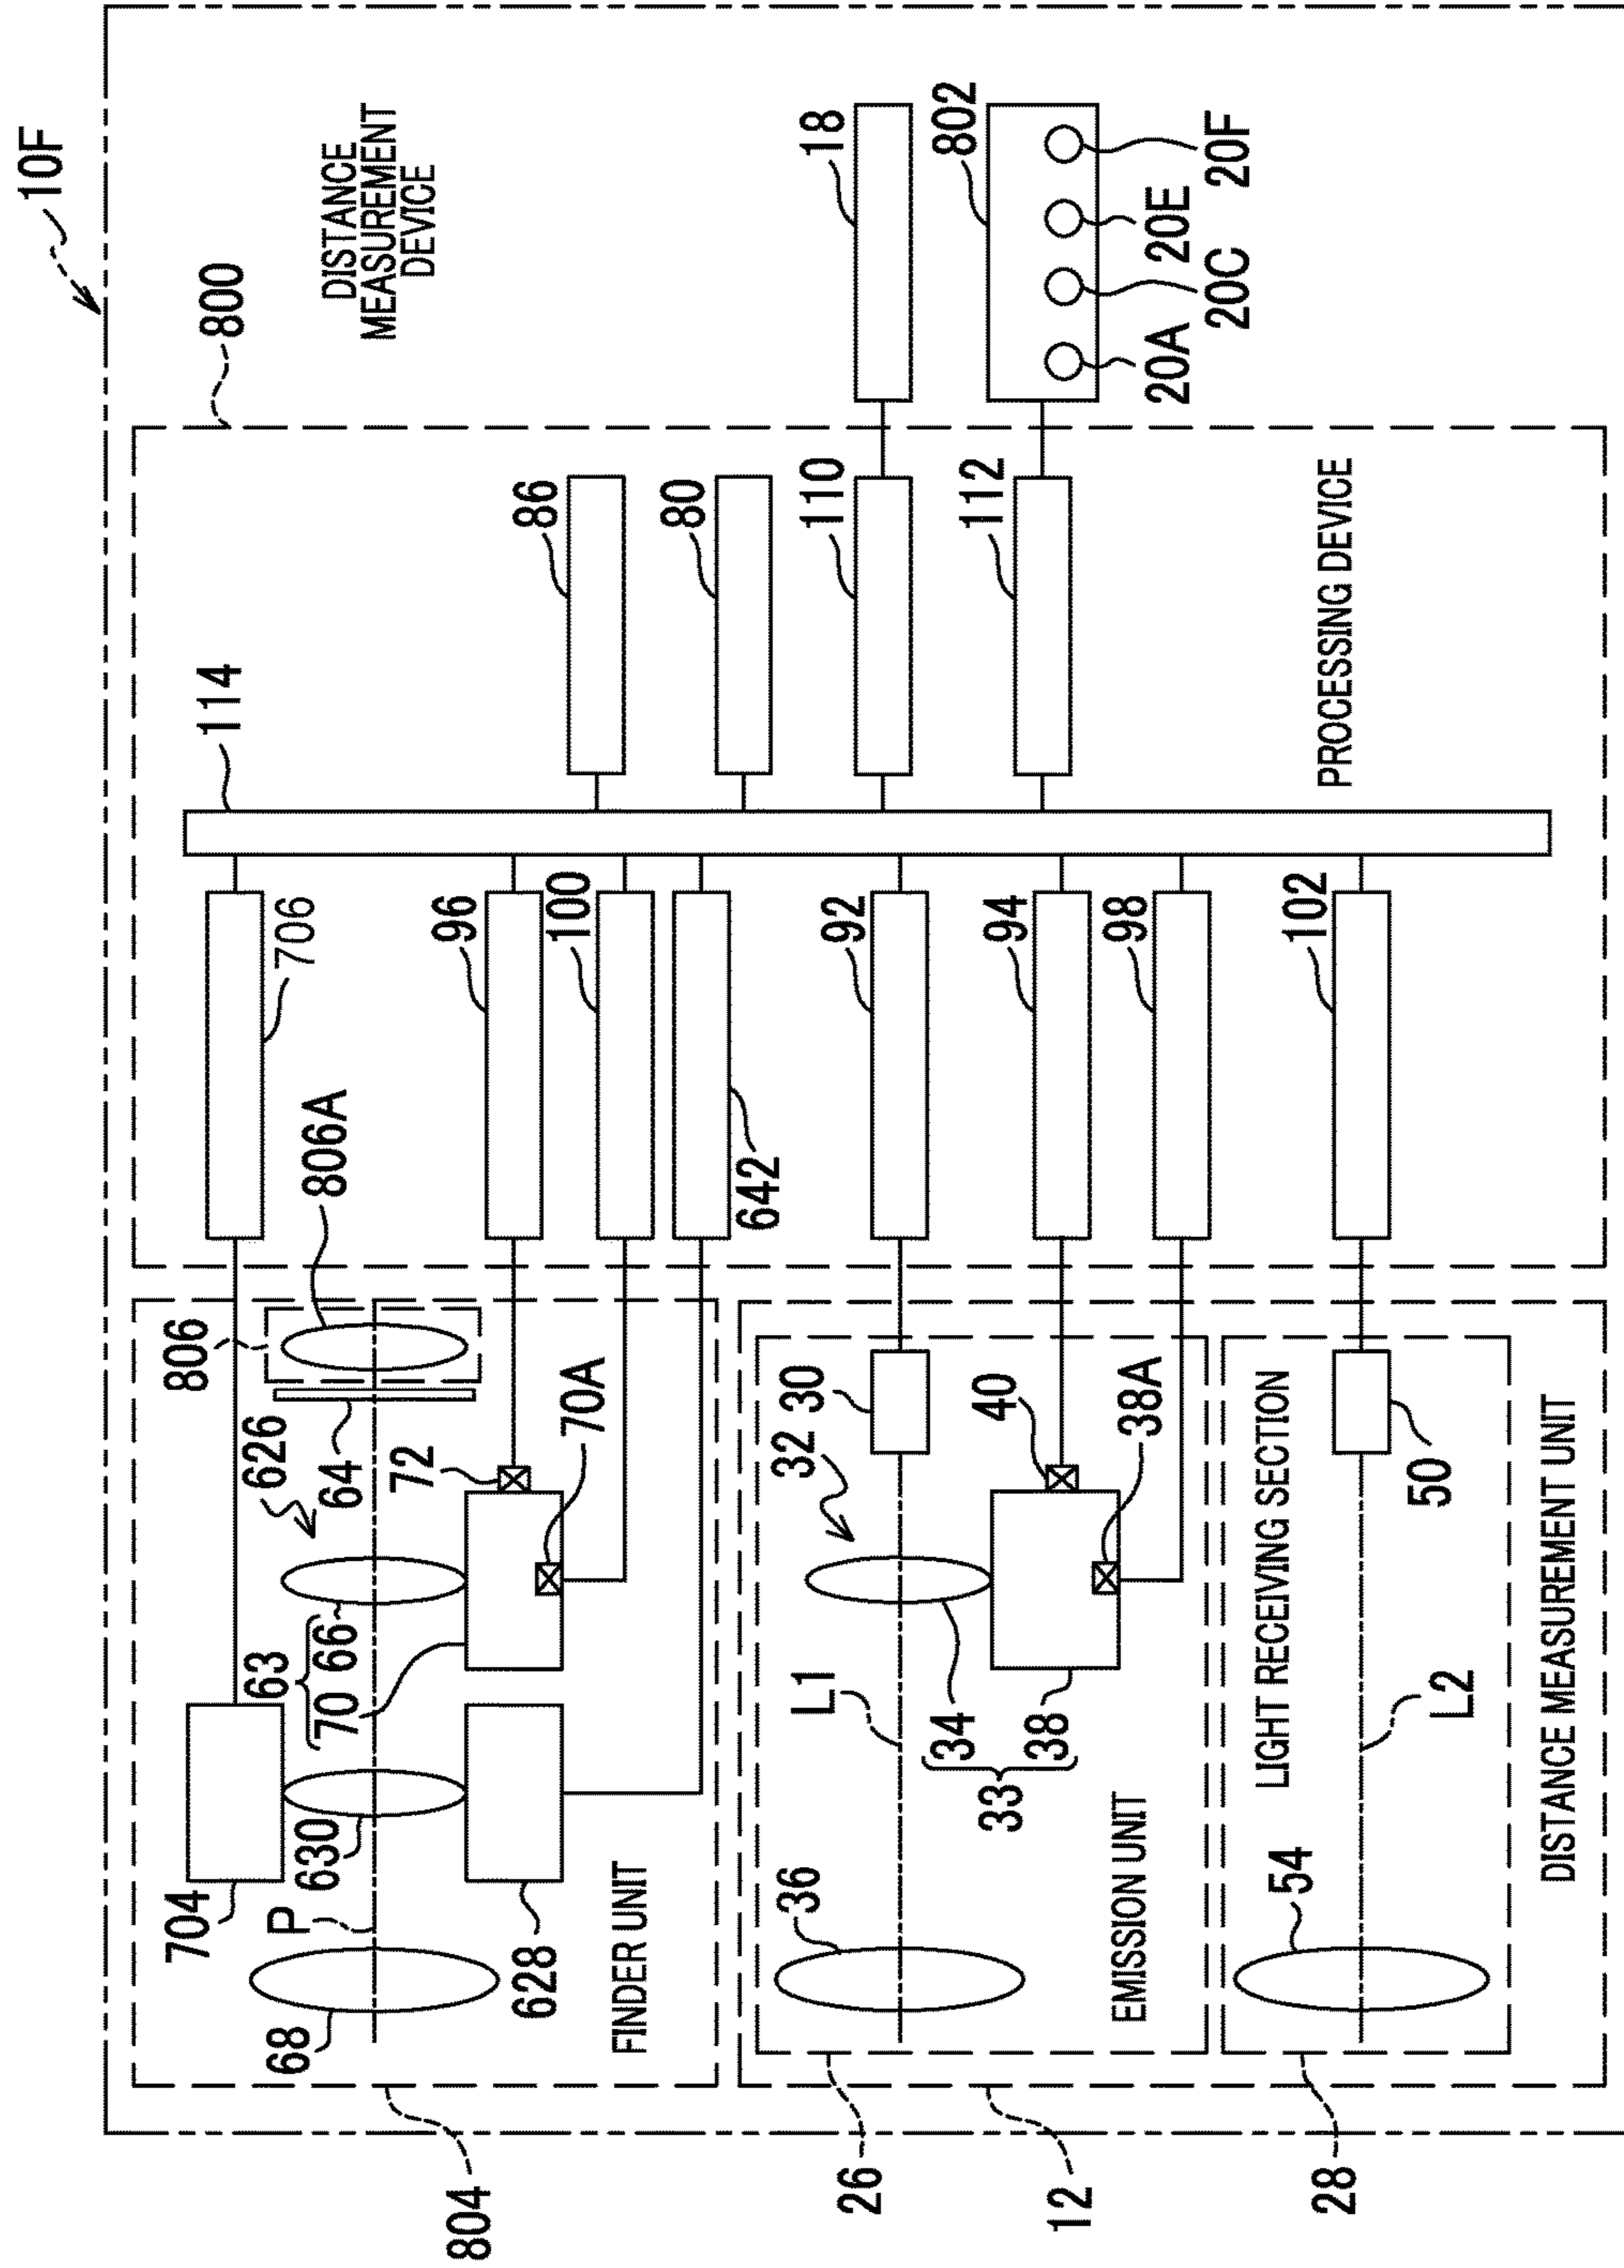 10F
800
DISTANCE
MEASUREMENT
DEVICE
114
706
806A
806
626
64
63
70 66
70A
72
704
630
P
68
628
FINDER UNIT
804
96
100
642
86
80
110
18
112
802
20A
20C
20E
20F
92
94
98
102
PROCESSING DEVICE
30
32
40
38A
L1
34
38
33
36
EMISSION UNIT
26
12
LIGHT RECEIVING SECTION
50
L2
54
28
DISTANCE MEASUREMENT UNIT